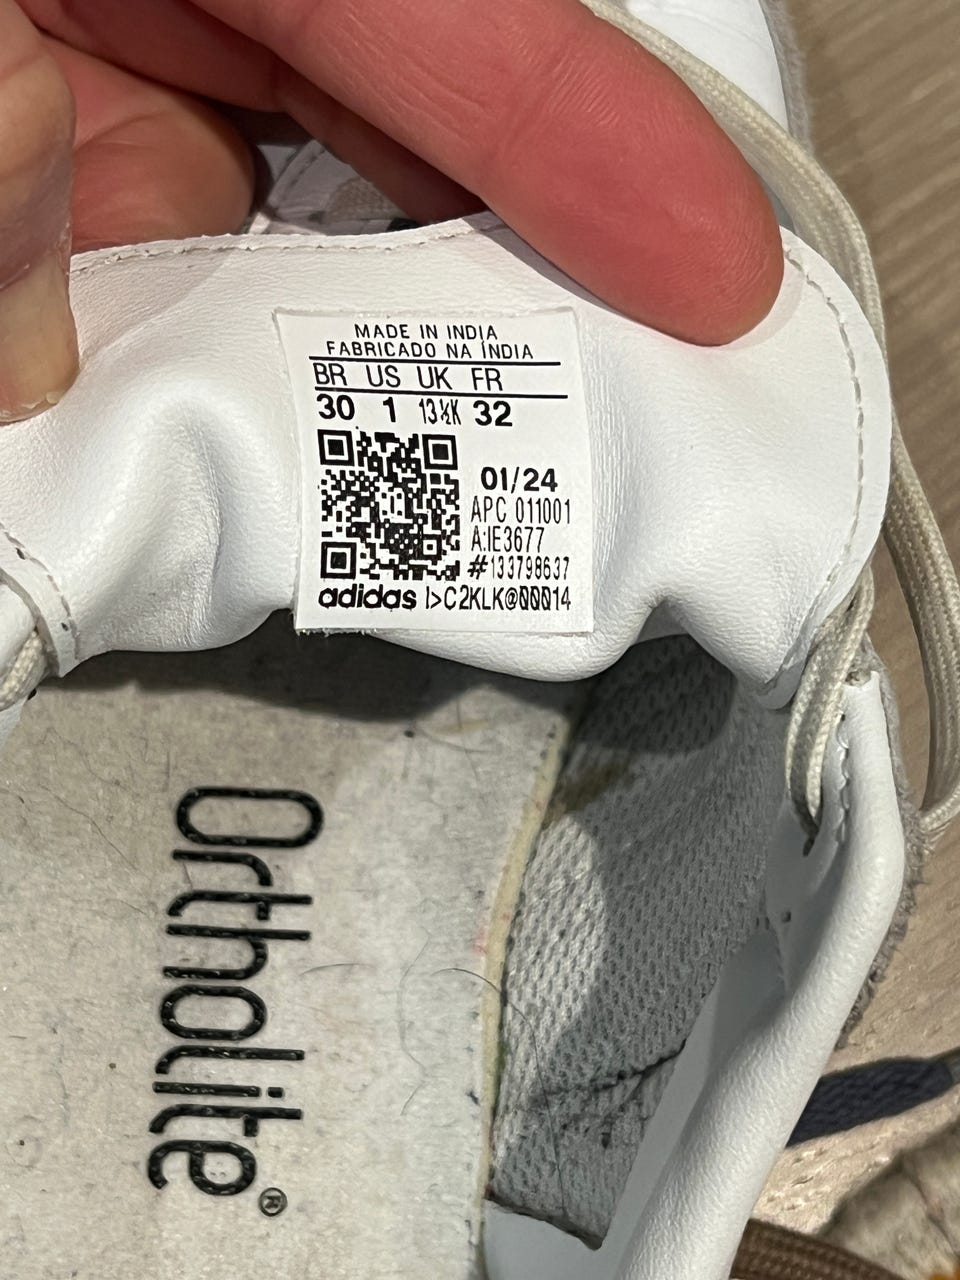 MADE IN INDIA
FABRICADO NA ÍNDIA
BR US UK FR
30 1 13½K 32
01/24
APC 011001
A:IE3677
#133798637
adidas I>C2KLK@00014
Ortholite®